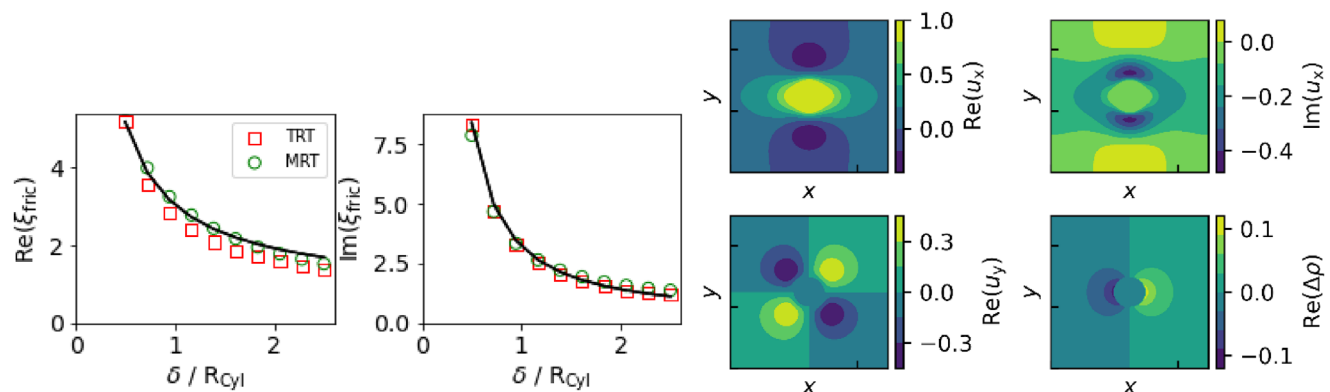 Re(ξfric)
4
2
0
0
1
2
δ / RCyl
TRT
MRT
Im(ξfric)
7.5
5.0
2.5
0.0
0
1
2
δ / RCyl
y
x
1.0
0.5
0.0
Re(ux)
y
x
0.0
−0.2
−0.4
Im(ux)
y
x
0.3
0.0
−0.3
Re(uy)
y
x
0.1
0.0
−0.1
Re(Δρ)